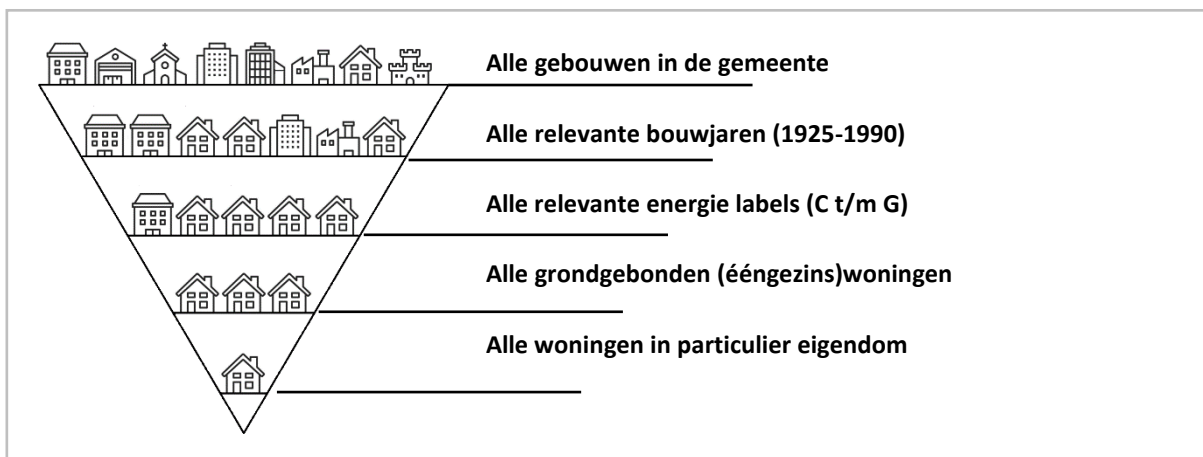 Alle gebouwen in de gemeente
Alle relevante bouwjaren (1925-1990)
Alle relevante energie labels (C t/m G)
Alle grondgebonden (ééngezins)woningen
Alle woningen in particulier eigendom